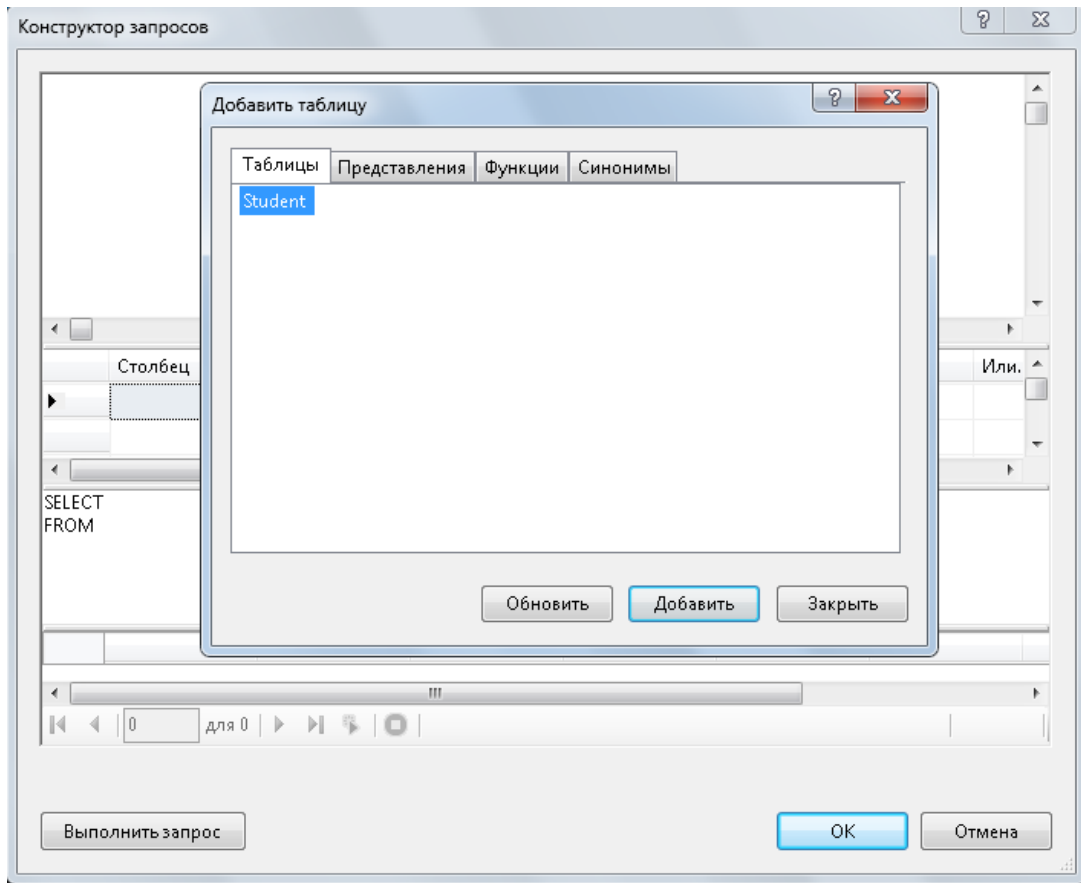 Конструктор запросов
Добавить таблицу
Таблицы Представления Функции Синонимы
Student
Столбец Или.
SELECT
FROM
Обновить Добавить Закрыть
0 для 0
Выполнить запрос OK Отмена